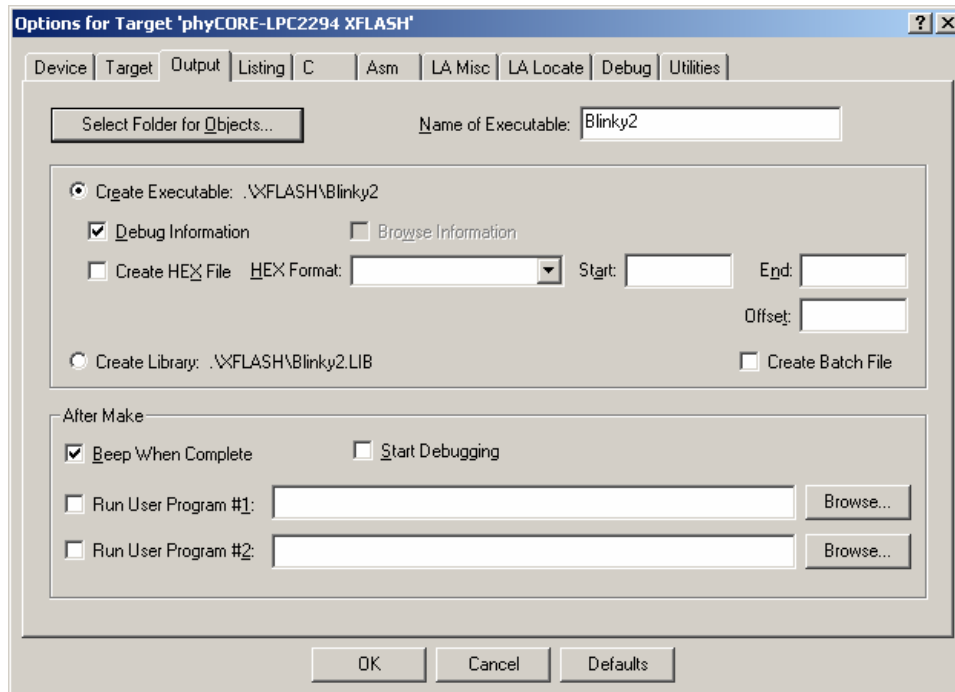 Options for Target 'phyCORE-LPC2294 XFLASH'
Device Target Output Listing C Asm LA Misc LA Locate Debug Utilities
Select Folder for Objects... Name of Executable: Blinky2
Create Executable: .\XFLASH\Blinky2
Debug Information Browse Information
Create HEX File HEX Format: Start: End:
Offset:
Create Library: .\XFLASH\Blinky2.LIB Create Batch File
After Make
Beep When Complete Start Debugging
Run User Program #1: Browse...
Run User Program #2: Browse...
OK Cancel Defaults